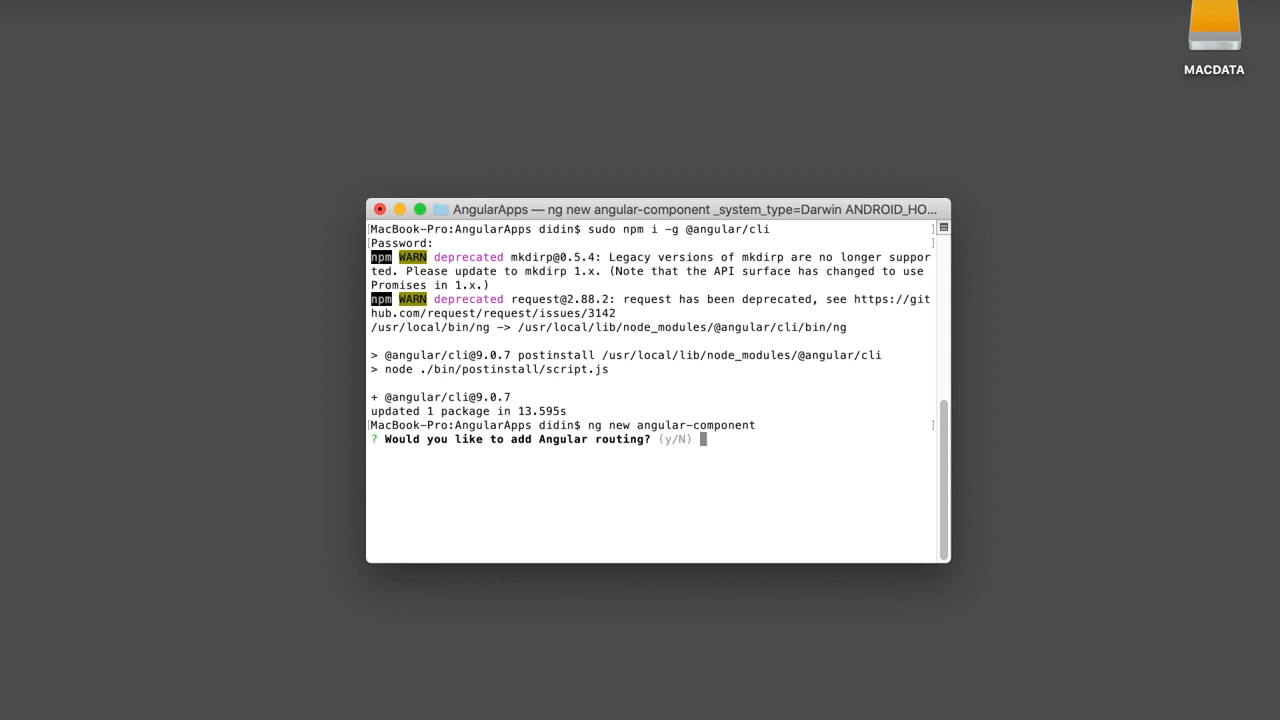 MACDATA
AngularApps — ng new angular-component _system_type=Darwin ANDROID_HO...
[MacBook-Pro:AngularApps didin$ sudo npm i -g @angular/cli ]
[Password: ]
npm WARN deprecated mkdirp@0.5.4: Legacy versions of mkdirp are no longer suppor
ted. Please update to mkdirp 1.x. (Note that the API surface has changed to use
Promises in 1.x.)
npm WARN deprecated request@2.88.2: request has been deprecated, see https://git
hub.com/request/request/issues/3142
/usr/local/bin/ng -> /usr/local/lib/node_modules/@angular/cli/bin/ng
> @angular/cli@9.0.7 postinstall /usr/local/lib/node_modules/@angular/cli
> node ./bin/postinstall/script.js
+ @angular/cli@9.0.7
updated 1 package in 13.595s
[MacBook-Pro:AngularApps didin$ ng new angular-component ]
? Would you like to add Angular routing? (y/N)